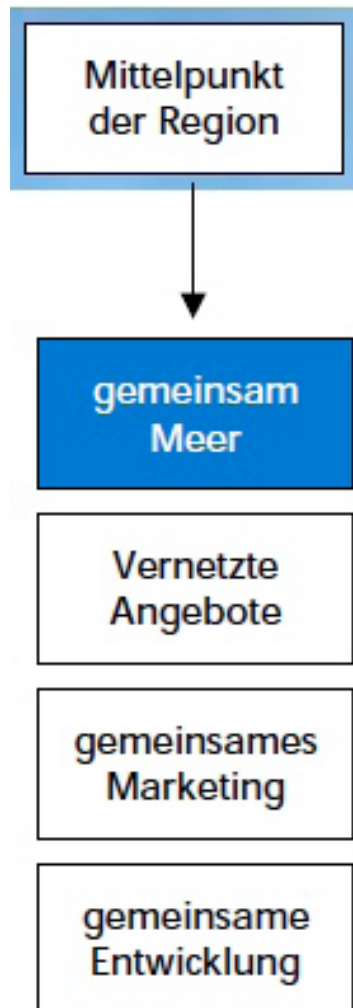 Mittelpunkt
der Region
gemeinsam
Meer
Vernetzte
Angebote
gemeinsames
Marketing
gemeinsame
Entwicklung